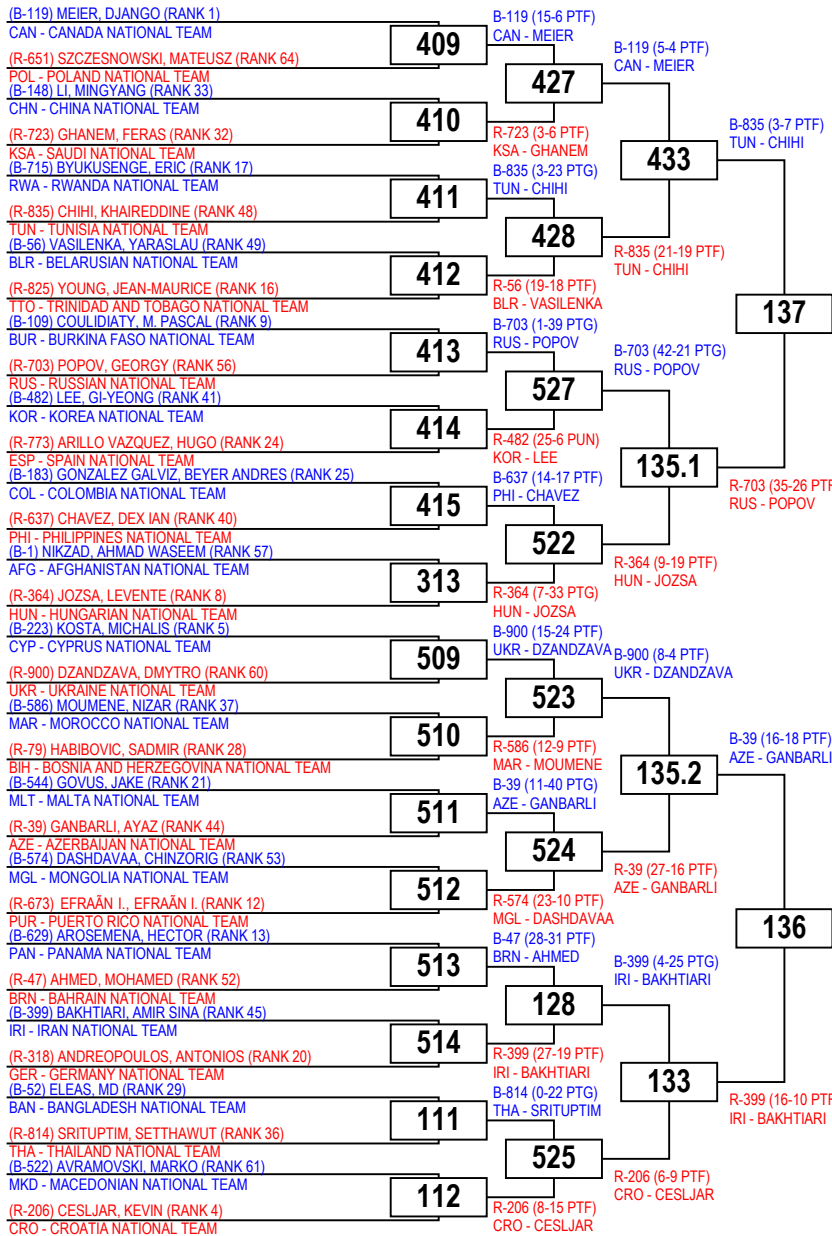 (B-119) MEIER, DJANGO (RANK 1)
CAN - CANADA NATIONAL TEAM
(R-651) SZCZESNOWSKI, MATEUSZ (RANK 64)
POL - POLAND NATIONAL TEAM
(B-148) LI, MINGYANG (RANK 33)
CHN - CHINA NATIONAL TEAM
(R-723) GHANEM, FERAS (RANK 32)
KSA - SAUDI NATIONAL TEAM
(B-715) BYUKUSENGE, ERIC (RANK 17)
RWA - RWANDA NATIONAL TEAM
(R-835) CHIHI, KHAIREDDINE (RANK 48)
TUN - TUNISIA NATIONAL TEAM
(B-56) VASILENKA, YARASLAU (RANK 49)
BLR - BELARUSIAN NATIONAL TEAM
(R-825) YOUNG, JEAN-MAURICE (RANK 16)
TTO - TRINIDAD AND TOBAGO NATIONAL TEAM
(B-109) COULIDIATY, M. PASCAL (RANK 9)
BUR - BURKINA FASO NATIONAL TEAM
(R-703) POPOV, GEORGY (RANK 56)
RUS - RUSSIAN NATIONAL TEAM
(B-482) LEE, GI-YEONG (RANK 41)
KOR - KOREA NATIONAL TEAM
(R-773) ARILLO VAZQUEZ, HUGO (RANK 24)
ESP - SPAIN NATIONAL TEAM
(B-183) GONZALEZ GALVIZ, BEYER ANDRES (RANK 25)
COL - COLOMBIA NATIONAL TEAM
(R-637) CHAVEZ, DEX IAN (RANK 40)
PHI - PHILIPPINES NATIONAL TEAM
(B-1) NIKZAD, AHMAD WASEEM (RANK 57)
AFG - AFGHANISTAN NATIONAL TEAM
(R-364) JOZSA, LEVENTE (RANK 8)
HUN - HUNGARIAN NATIONAL TEAM
(B-223) KOSTA, MICHALIS (RANK 5)
CYP - CYPRUS NATIONAL TEAM
(R-900) DZANDZAVA, DMYTRO (RANK 60)
UKR - UKRAINE NATIONAL TEAM
(B-586) MOUMENE, NIZAR (RANK 37)
MAR - MOROCCO NATIONAL TEAM
(R-79) HABIBOVIC, SADMIR (RANK 28)
BIH - BOSNIA AND HERZEGOVINA NATIONAL TEAM
(B-544) GOVUS, JAKE (RANK 21)
MLT - MALTA NATIONAL TEAM
(R-39) GANBARLI, AYAZ (RANK 44)
AZE - AZERBAIJAN NATIONAL TEAM
(B-574) DASHDAVAA, CHINZORIG (RANK 53)
MGL - MONGOLIA NATIONAL TEAM
(R-673) EFRAÃN I., EFRAÃN I. (RANK 12)
PUR - PUERTO RICO NATIONAL TEAM
(B-629) AROSEMENA, HECTOR (RANK 13)
PAN - PANAMA NATIONAL TEAM
(R-47) AHMED, MOHAMED (RANK 52)
BRN - BAHRAIN NATIONAL TEAM
(B-399) BAKHTIARI, AMIR SINA (RANK 45)
IRI - IRAN NATIONAL TEAM
(R-318) ANDREOPOULOS, ANTONIOS (RANK 20)
GER - GERMANY NATIONAL TEAM
(B-52) ELEAS, MD (RANK 29)
BAN - BANGLADESH NATIONAL TEAM
(R-814) SRITUPTIM, SETTHAWUT (RANK 36)
THA - THAILAND NATIONAL TEAM
(B-522) AVRAMOVSKI, MARKO (RANK 61)
MKD - MACEDONIAN NATIONAL TEAM
(R-206) CESLJAR, KEVIN (RANK 4)
CRO - CROATIA NATIONAL TEAM
409
410
411
412
413
414
415
313
509
510
511
512
513
514
111
112
B-119 (15-6 PTF)
CAN - MEIER
427
R-723 (3-6 PTF)
KSA - GHANEM
B-835 (3-23 PTG)
TUN - CHIHI
428
R-56 (19-18 PTF)
BLR - VASILENKA
B-703 (1-39 PTG)
RUS - POPOV
527
R-482 (25-6 PUN)
KOR - LEE
B-637 (14-17 PTF)
PHI - CHAVEZ
522
R-364 (7-33 PTG)
HUN - JOZSA
B-900 (15-24 PTF)
UKR - DZANDZAVA
523
R-586 (12-9 PTF)
MAR - MOUMENE
B-39 (11-40 PTG)
AZE - GANBARLI
524
R-574 (23-10 PTF)
MGL - DASHDAVAA
B-47 (28-31 PTF)
BRN - AHMED
128
R-399 (27-19 PTF)
IRI - BAKHTIARI
B-814 (0-22 PTG)
THA - SRITUPTIM
525
R-206 (8-15 PTF)
CRO - CESLJAR
B-119 (5-4 PTF)
CAN - MEIER
433
R-835 (21-19 PTF)
TUN - CHIHI
B-703 (42-21 PTG)
RUS - POPOV
135.1
R-364 (9-19 PTF)
HUN - JOZSA
B-900 (8-4 PTF)
UKR - DZANDZAVA
135.2
R-39 (27-16 PTF)
AZE - GANBARLI
B-399 (4-25 PTG)
IRI - BAKHTIARI
133
R-206 (6-9 PTF)
CRO - CESLJAR
B-835 (3-7 PTF)
TUN - CHIHI
137
R-703 (35-26 PTF
RUS - POPOV
B-39 (16-18 PTF)
AZE - GANBARLI
136
R-399 (16-10 PTF
IRI - BAKHTIARI